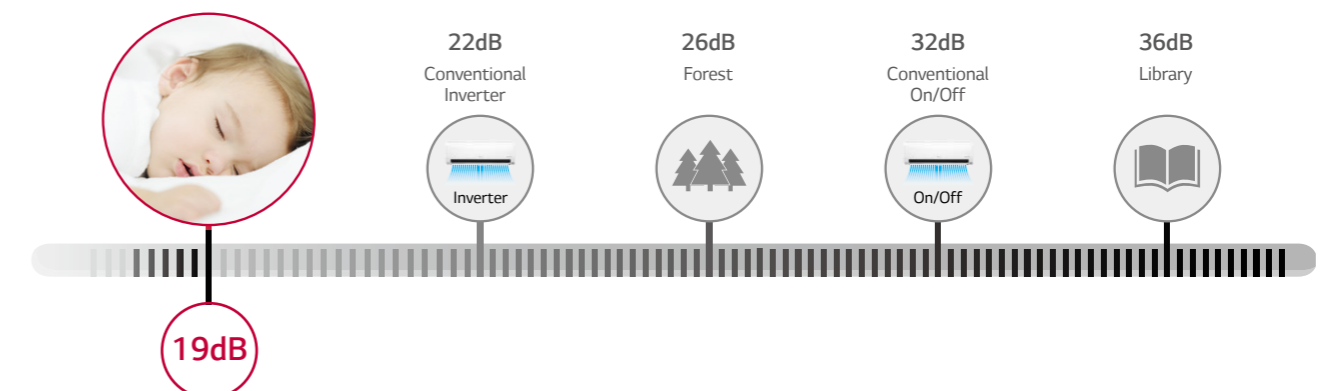 22dB
Conventional
Inverter
Inverter
26dB
Forest
32dB
Conventional
On/Off
On/Off
36dB
Library
19dB